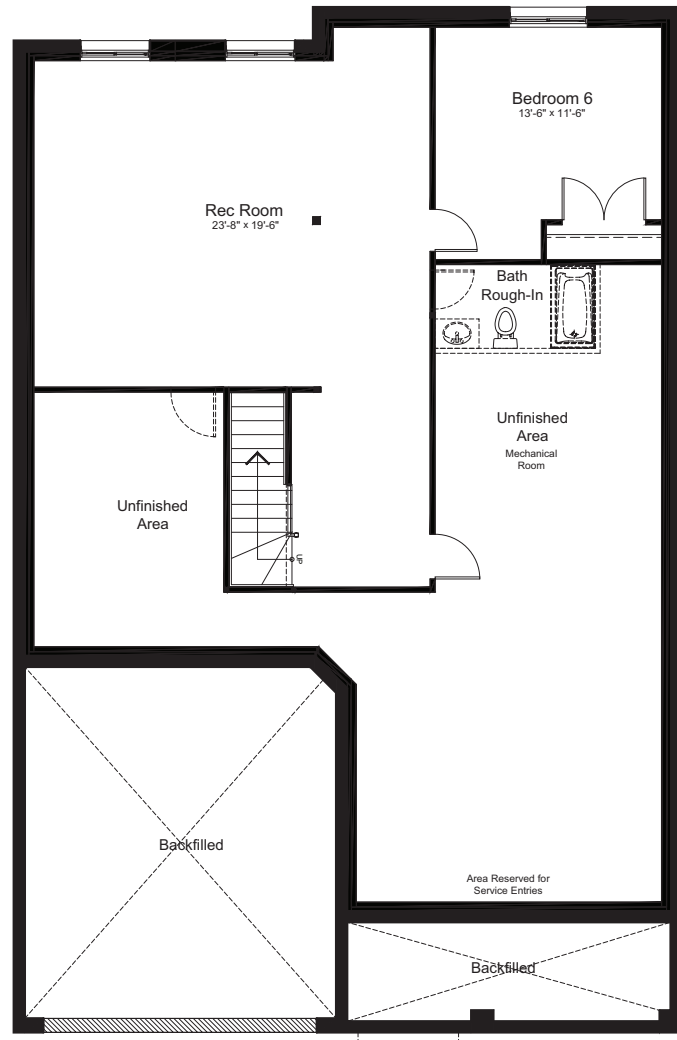 Bedroom 6
13'-6" x 11'-6"
Rec Room
23'-8" x 19'-6"
Bath
Rough-In
Unfinished
Area
Mechanical
Room
Unfinished
Area
UP
Backfilled
Area Reserved for
Service Entries
Backfilled